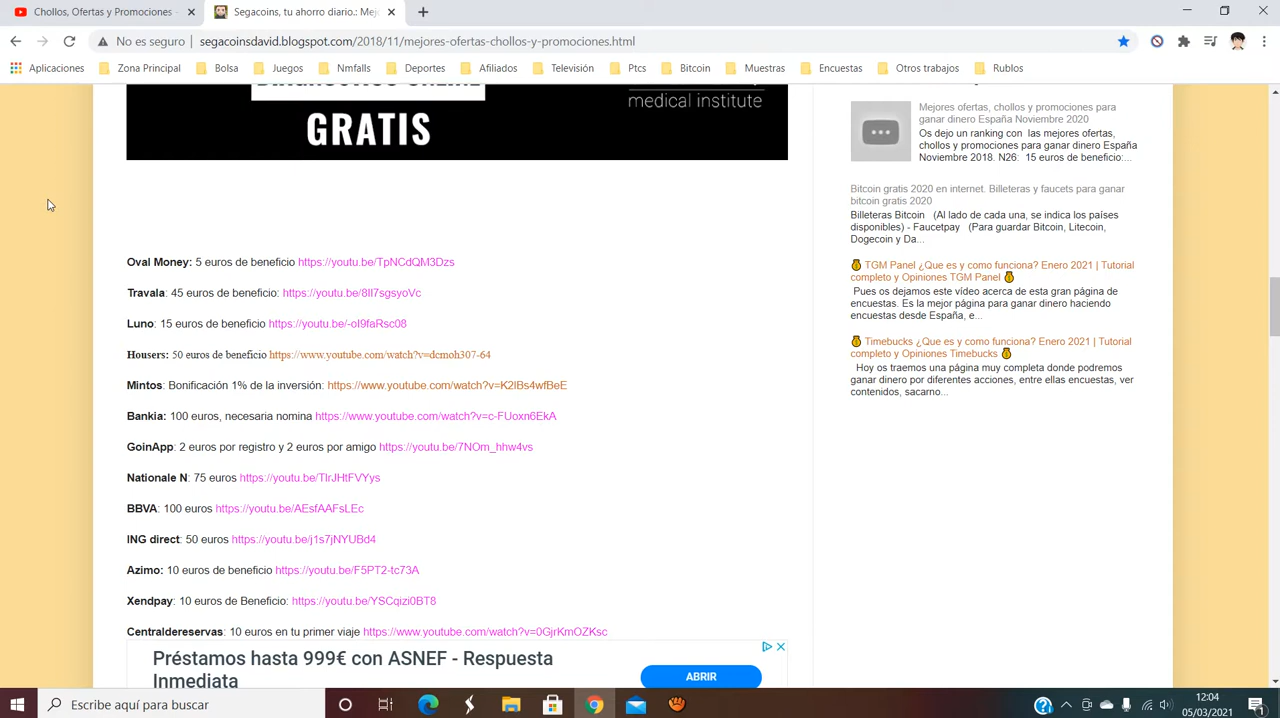 Chollos, Ofertas y Promociones -
Segacoins, tu ahorro diario.: Mej
No es seguro
segacoinsdavid.blogspot.com/2018/11/mejores-ofertas-chollos-y-promociones.html
Aplicaciones
Zona Principal
Bolsa
Juegos
Nmfalls
Deportes
Afiliados
Televisión
Ptcs
Bitcoin
Muestras
Encuestas
Otros trabajos
Rublos
GRATIS
medical institute
Oval Money: 5 euros de beneficio https://youtu.be/TpNCdQM3Dzs
Travala: 45 euros de beneficio: https://youtu.be/8lI7sgsyoVc
Luno: 15 euros de beneficio https://youtu.be/-oI9faRsc08
Housers: 50 euros de beneficio https://www.youtube.com/watch?v=dcmoh307-64
Mintos: Bonificación 1% de la inversión: https://www.youtube.com/watch?v=K2IBs4wfBeE
Bankia: 100 euros, necesaria nomina https://www.youtube.com/watch?v=c-FUoxn6EkA
GoinApp: 2 euros por registro y 2 euros por amigo https://youtu.be/7NOm_hhw4vs
Nationale N: 75 euros https://youtu.be/TlrJHtFVYys
BBVA: 100 euros https://youtu.be/AEsfAAFsLEc
ING direct: 50 euros https://youtu.be/j1s7jNYUBd4
Azimo: 10 euros de beneficio https://youtu.be/F5PT2-tc73A
Xendpay: 10 euros de Beneficio: https://youtu.be/YSCqizi0BT8
Centraldereservas: 10 euros en tu primer viaje https://www.youtube.com/watch?v=0GjrKmOZKsc
Préstamos hasta 999€ con ASNEF - Respuesta
Inmediata
ABRIR
Mejores ofertas, chollos y promociones para
ganar dinero España Noviembre 2020
Os dejo un ranking con las mejores ofertas,
chollos y promociones para ganar dinero España
Noviembre 2018. N26: 15 euros de beneficio:...
Bitcoin gratis 2020 en internet. Billeteras y faucets para ganar
bitcoin gratis 2020
Billeteras Bitcoin (Al lado de cada una, se indica los países
disponibles) - Faucetpay (Para guardar Bitcoin, Litecoin,
Dogecoin y Da...
TGM Panel ¿Que es y como funciona? Enero 2021 | Tutorial
completo y Opiniones TGM Panel
Pues os dejamos este vídeo acerca de esta gran página de
encuestas. Es la mejor página para ganar dinero haciendo
encuestas desde España, e...
Timebucks ¿Que es y como funciona? Enero 2021 | Tutorial
completo y Opiniones Timebucks
Hoy os traemos una página muy completa donde podremos
ganar dinero por diferentes acciones, entre ellas encuestas, ver
contenidos, sacarno...
Escribe aquí para buscar
12:04
05/03/2021
1